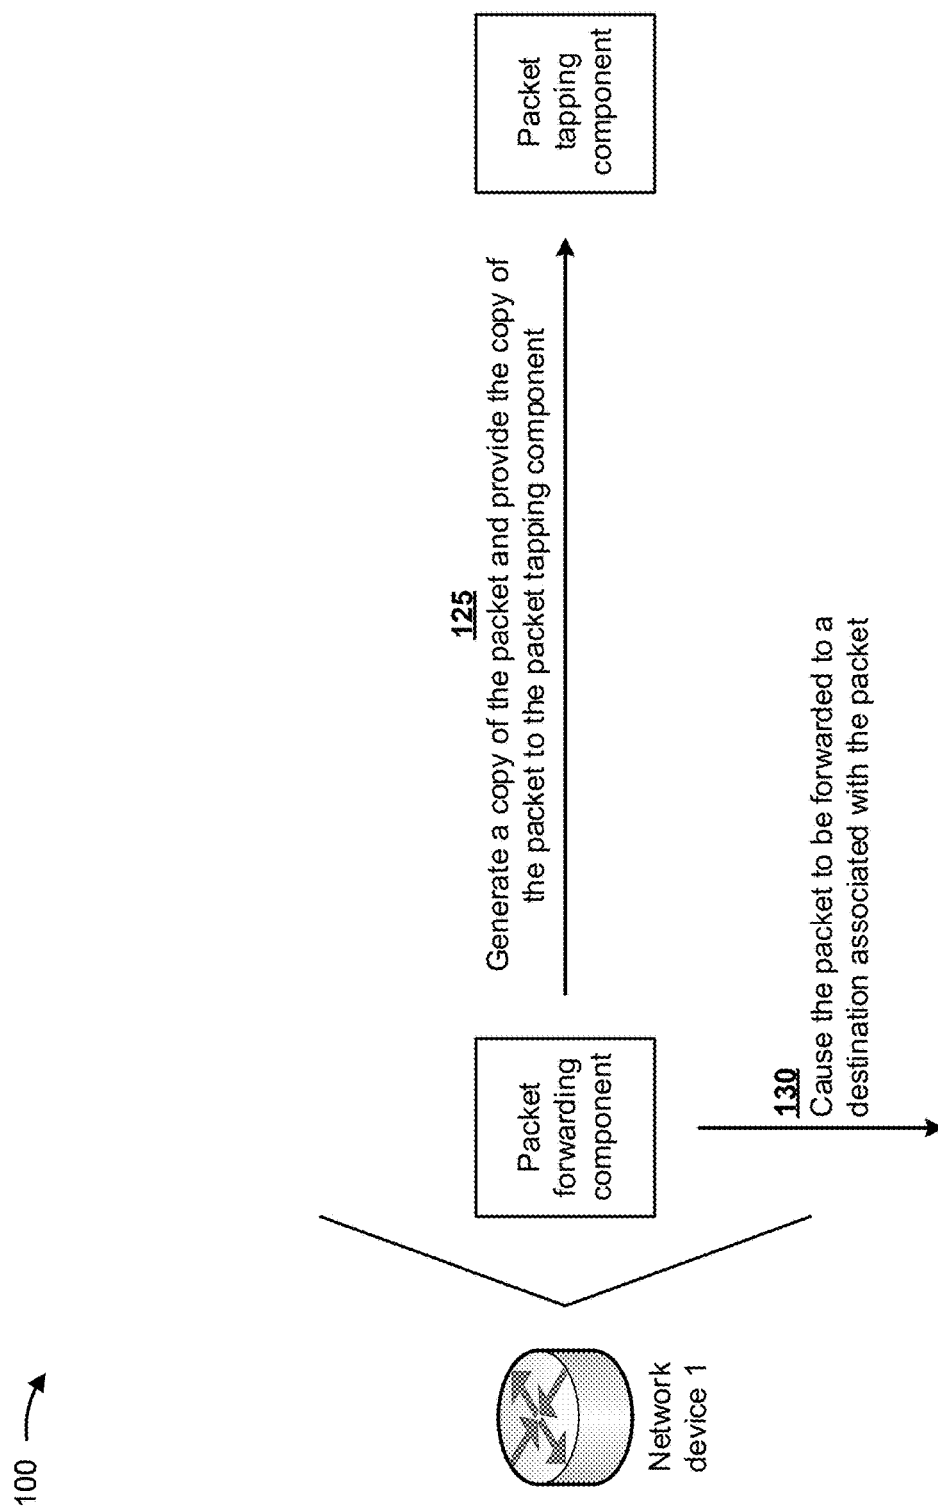 100
Network
device 1
Packet
forwarding
component
125
Generate a copy of the packet and provide the copy of
the packet to the packet tapping component
Packet
tapping
component
130
Cause the packet to be forwarded to a
destination associated with the packet